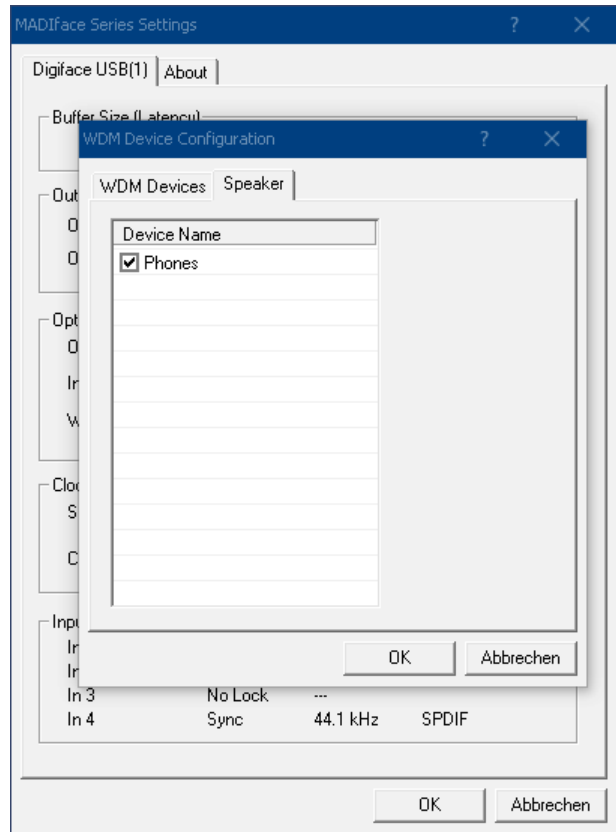 MADIface Series Settings ? ×
Digiface USB(1) About
Buffer Size (Latency)
WDM Device Configuration ? ×
WDM Devices Speaker
Device Name
Phones
OK Abbrechen
In 3 No Lock ---
In 4 Sync 44.1 kHz SPDIF
OK Abbrechen